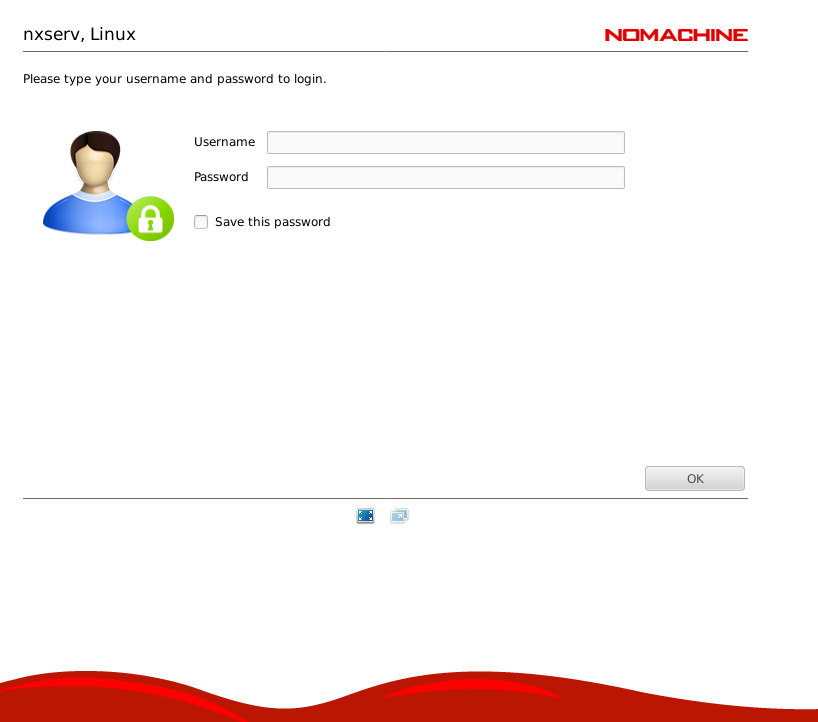 nxserv, Linux
NOMACHINE
Please type your username and password to login.
Username
Password
Save this password
OK